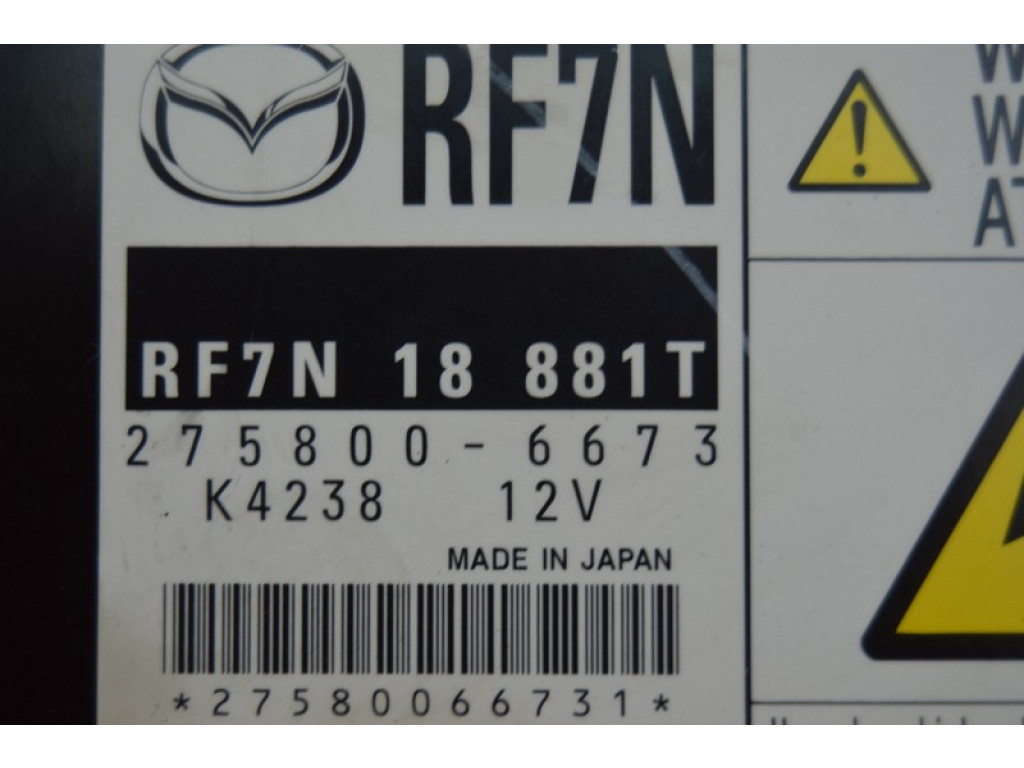 RF7N
RF7N 18 881T
275800-6673
K4238 12V
MADE IN JAPAN
*27580066731*